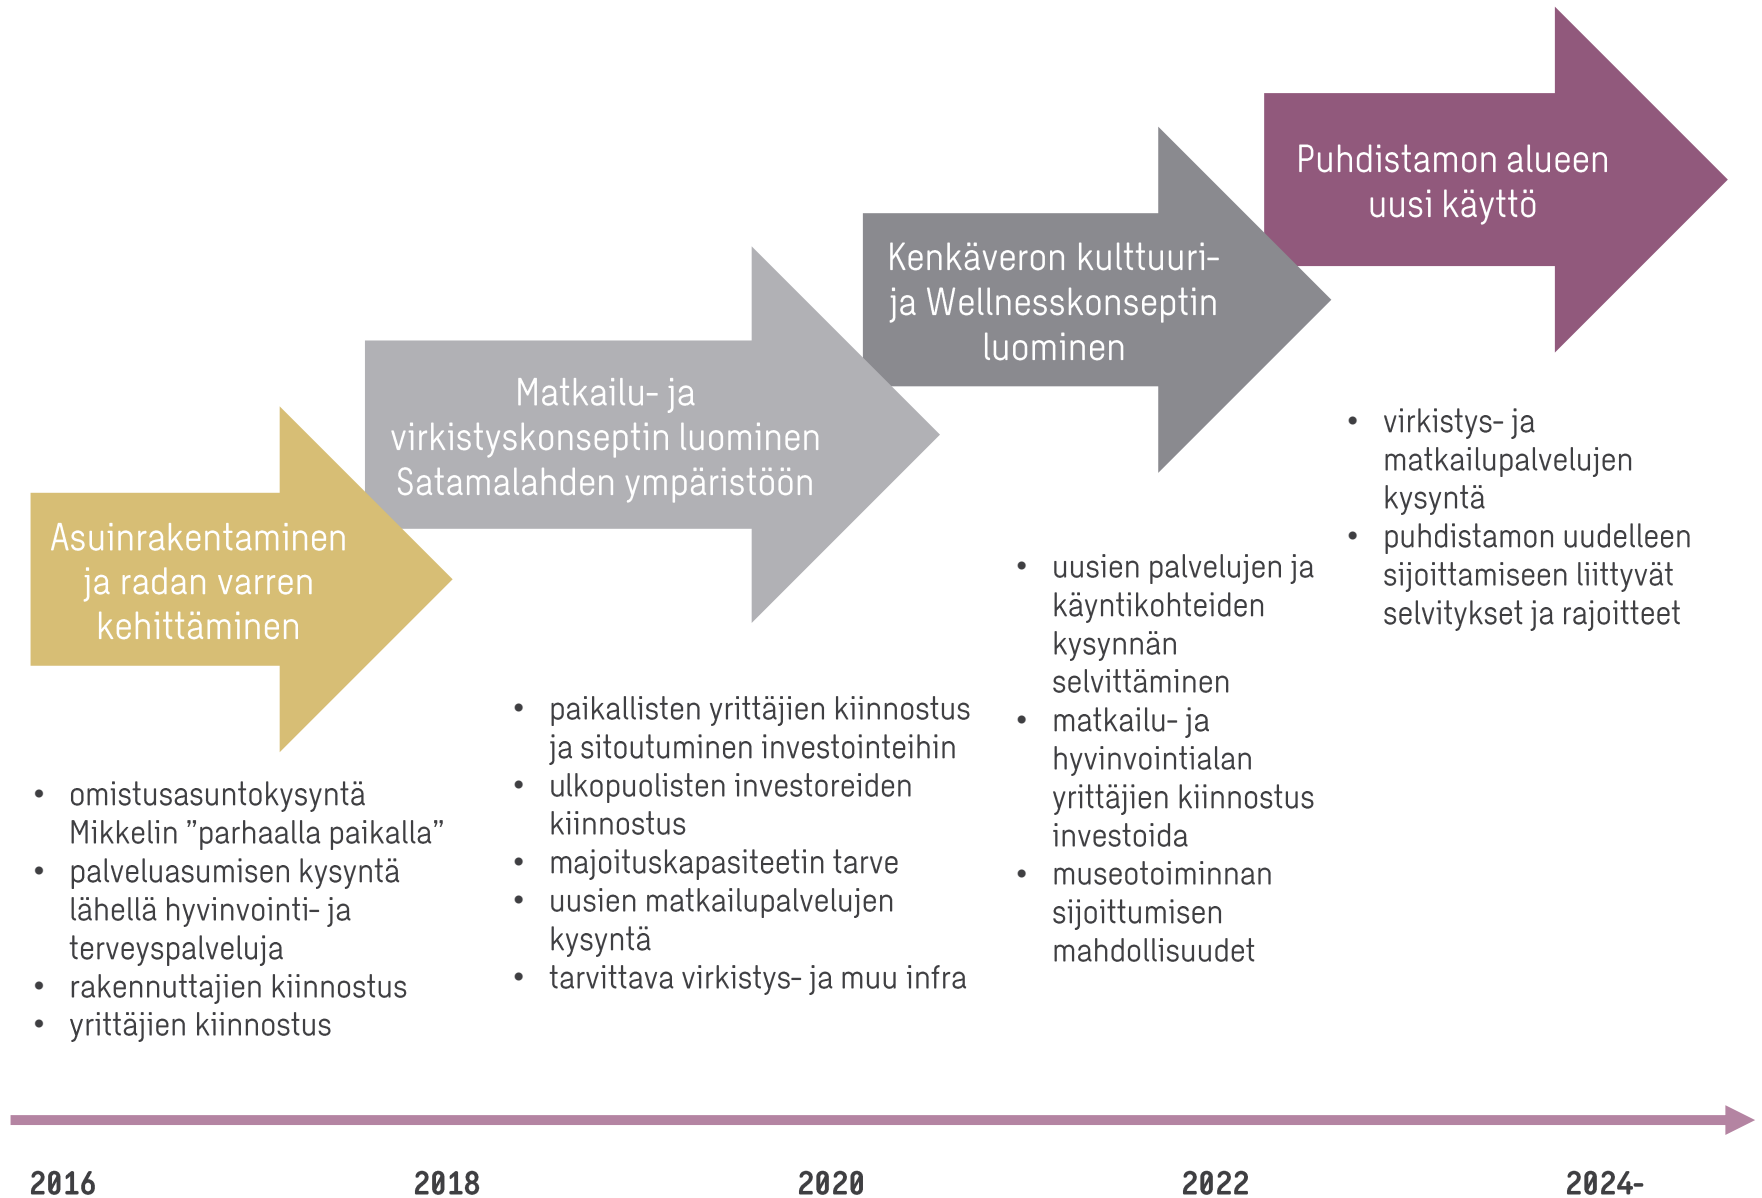 Puhdistamon alueen
uusi käyttö
Kenkäveron kulttuuri-
ja Wellnesskonseptin
luominen
Matkailu- ja
virkistyskonseptin luominen
Satamalahden ympäristöön
Asuinrakentaminen
ja radan varren
kehittäminen
• omistusasuntokysyntä
Mikkelin ”parhaalla paikalla”
• palveluasumisen kysyntä
lähellä hyvinvointi- ja
terveyspalveluja
• rakennuttajien kiinnostus
• yrittäjien kiinnostus
• paikallisten yrittäjien kiinnostus
ja sitoutuminen investointeihin
• ulkopuolisten investoreiden
kiinnostus
• majoituskapasiteetin tarve
• uusien matkailupalvelujen
kysyntä
• tarvittava virkistys- ja muu infra
• uusien palvelujen ja
käyntikohteiden
kysynnän
selvittäminen
• matkailu- ja
hyvinvointialan
yrittäjien kiinnostus
investoida
• museotoiminnan
sijoittumisen
mahdollisuudet
• virkistys- ja
matkailupalvelujen
kysyntä
• puhdistamon uudelleen
sijoittamiseen liittyvät
selvitykset ja rajoitteet
2016
2018
2020
2022
2024-